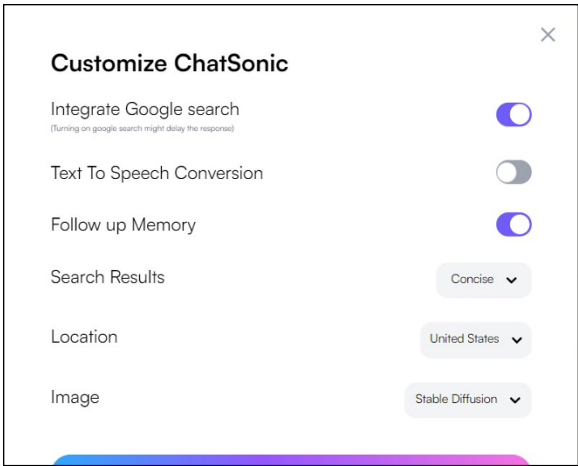 Customize ChatSonic
Integrate Google search
(Turning on google search might delay the response)
Text To Speech Conversion
Follow up Memory
Search Results
Concise
Location
United States
Image
Stable Diffusion